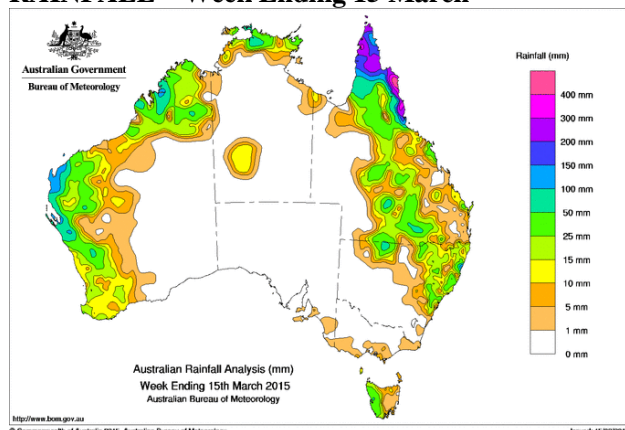 RAINFALL – Week Ending 15 March
Australian Government
Bureau of Meteorology
Rainfall (mm)
400 mm
300 mm
200 mm
150 mm
100 mm
50 mm
25 mm
15 mm
10 mm
5 mm
1 mm
0 mm
Australian Rainfall Analysis (mm)
Week Ending 15th March 2015
Australian Bureau of Meteorology
http://www.bom.gov.au